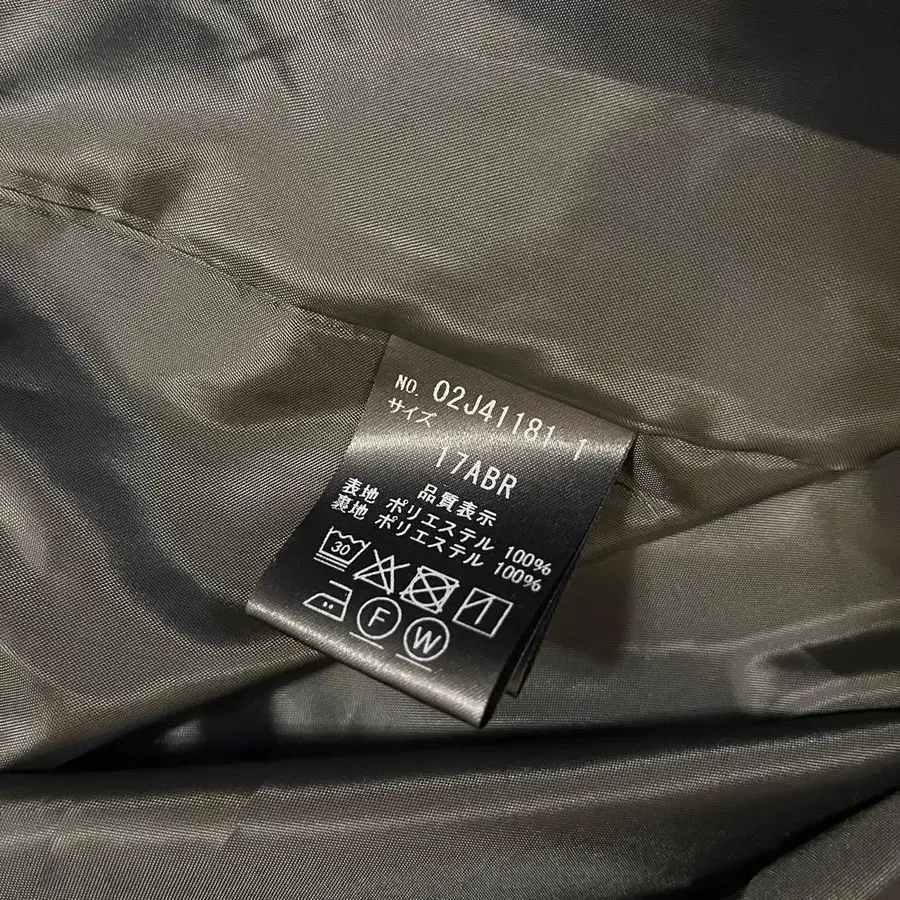 NO. 02J41181-1
サイズ
17ABR
品質表示
表地 ポリエステル 100%
裏地 ポリエステル 100%
30
F W